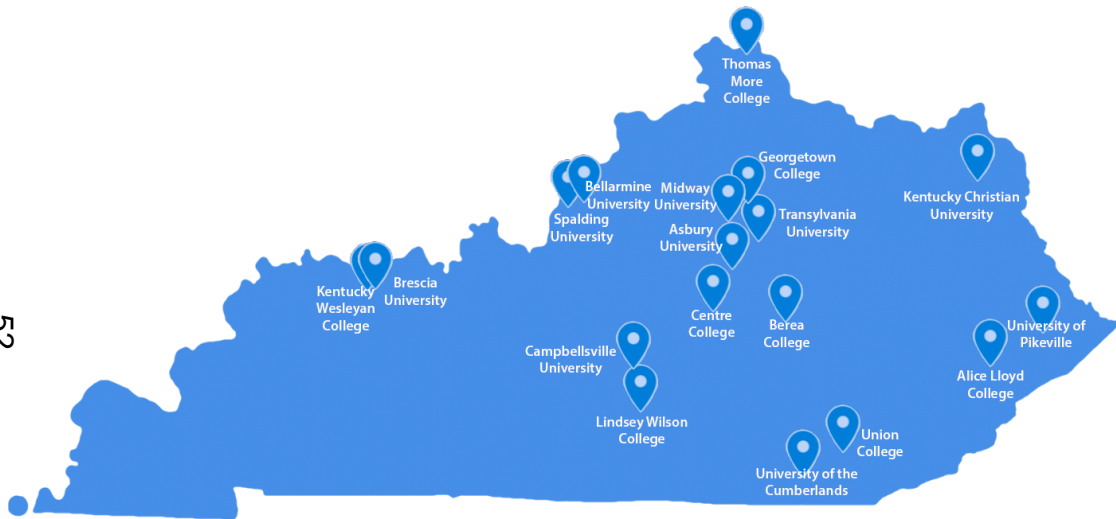 Thomas
More
College
Georgetown
College
Midway
University
Bellarmine
University
Spalding
University
Transylvania
University
Asbury
University
Kentucky Christian
University
Brescia
University
Kentucky
Wesleyan
College
Centre
College
Berea
College
University of
Pikeville
Campbellsville
University
Alice Lloyd
College
Lindsey Wilson
College
Union
College
University of the
Cumberlands
52